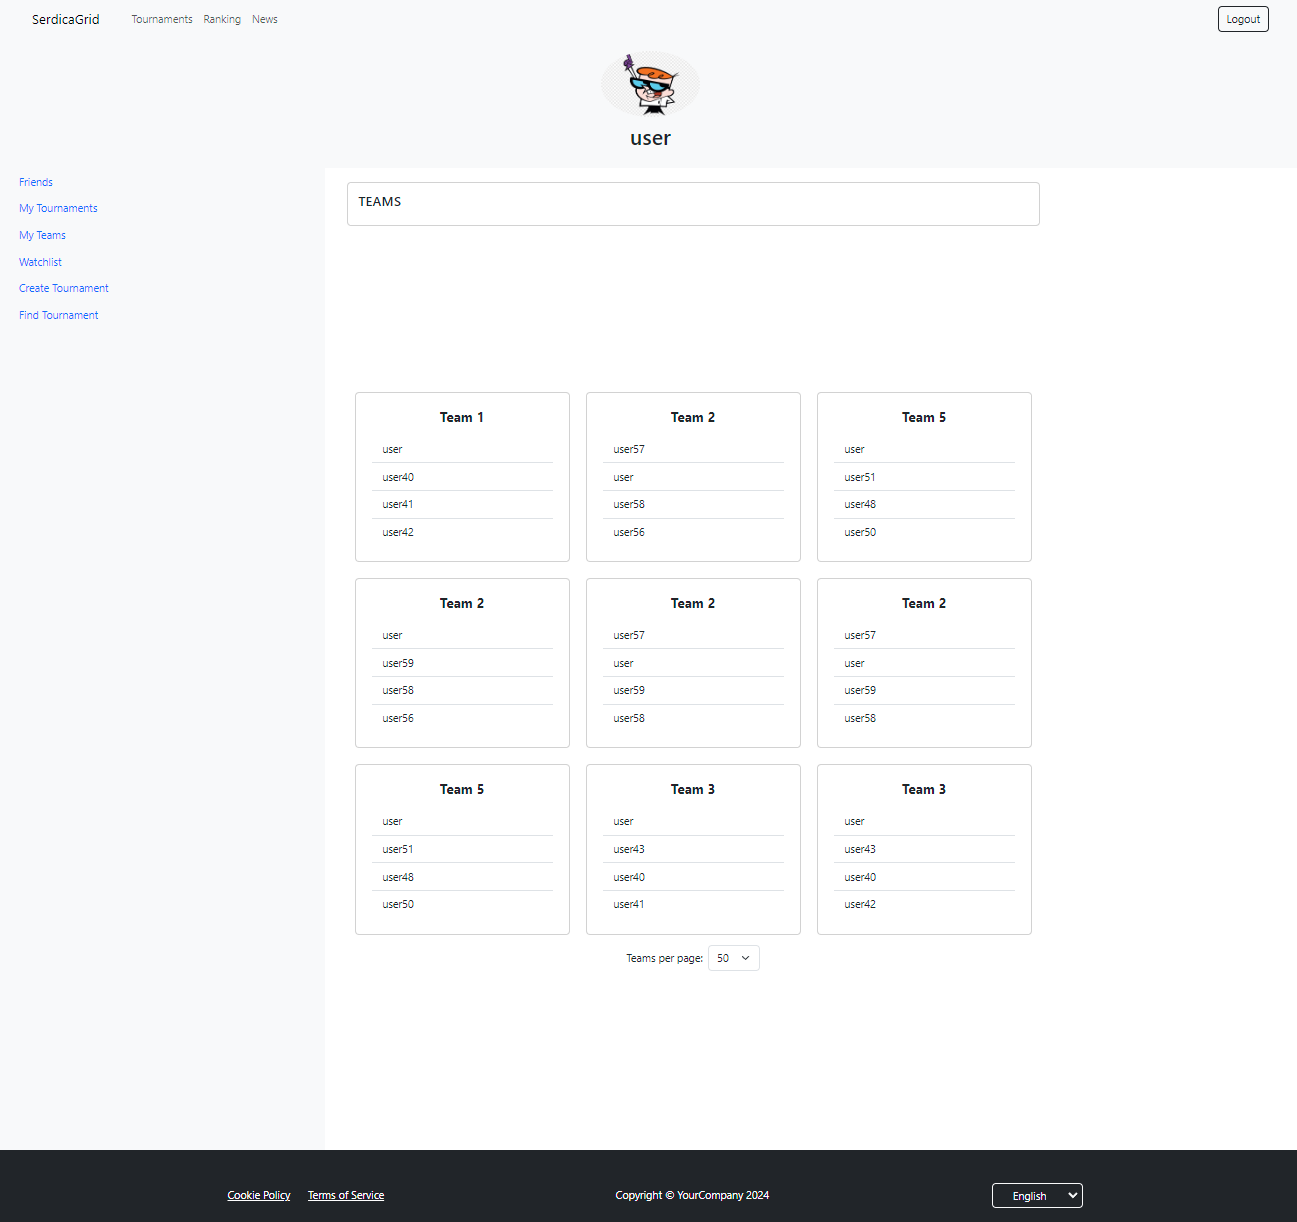 SerdicaGrid Tournaments Ranking News Logout
user
Friends
My Tournaments
My Teams
Watchlist
Create Tournament
Find Tournament
TEAMS
Team 1
user
user40
user41
user42
Team 2
user57
user
user58
user56
Team 5
user
user51
user48
user50
Team 2
user
user59
user58
user56
Team 2
user57
user
user59
user58
Team 2
user57
user
user59
user58
Team 5
user
user51
user48
user50
Team 3
user
user43
user40
user41
Team 3
user
user43
user40
user42
Teams per page: 50
Cookie Policy Terms of Service Copyright © YourCompany 2024 English